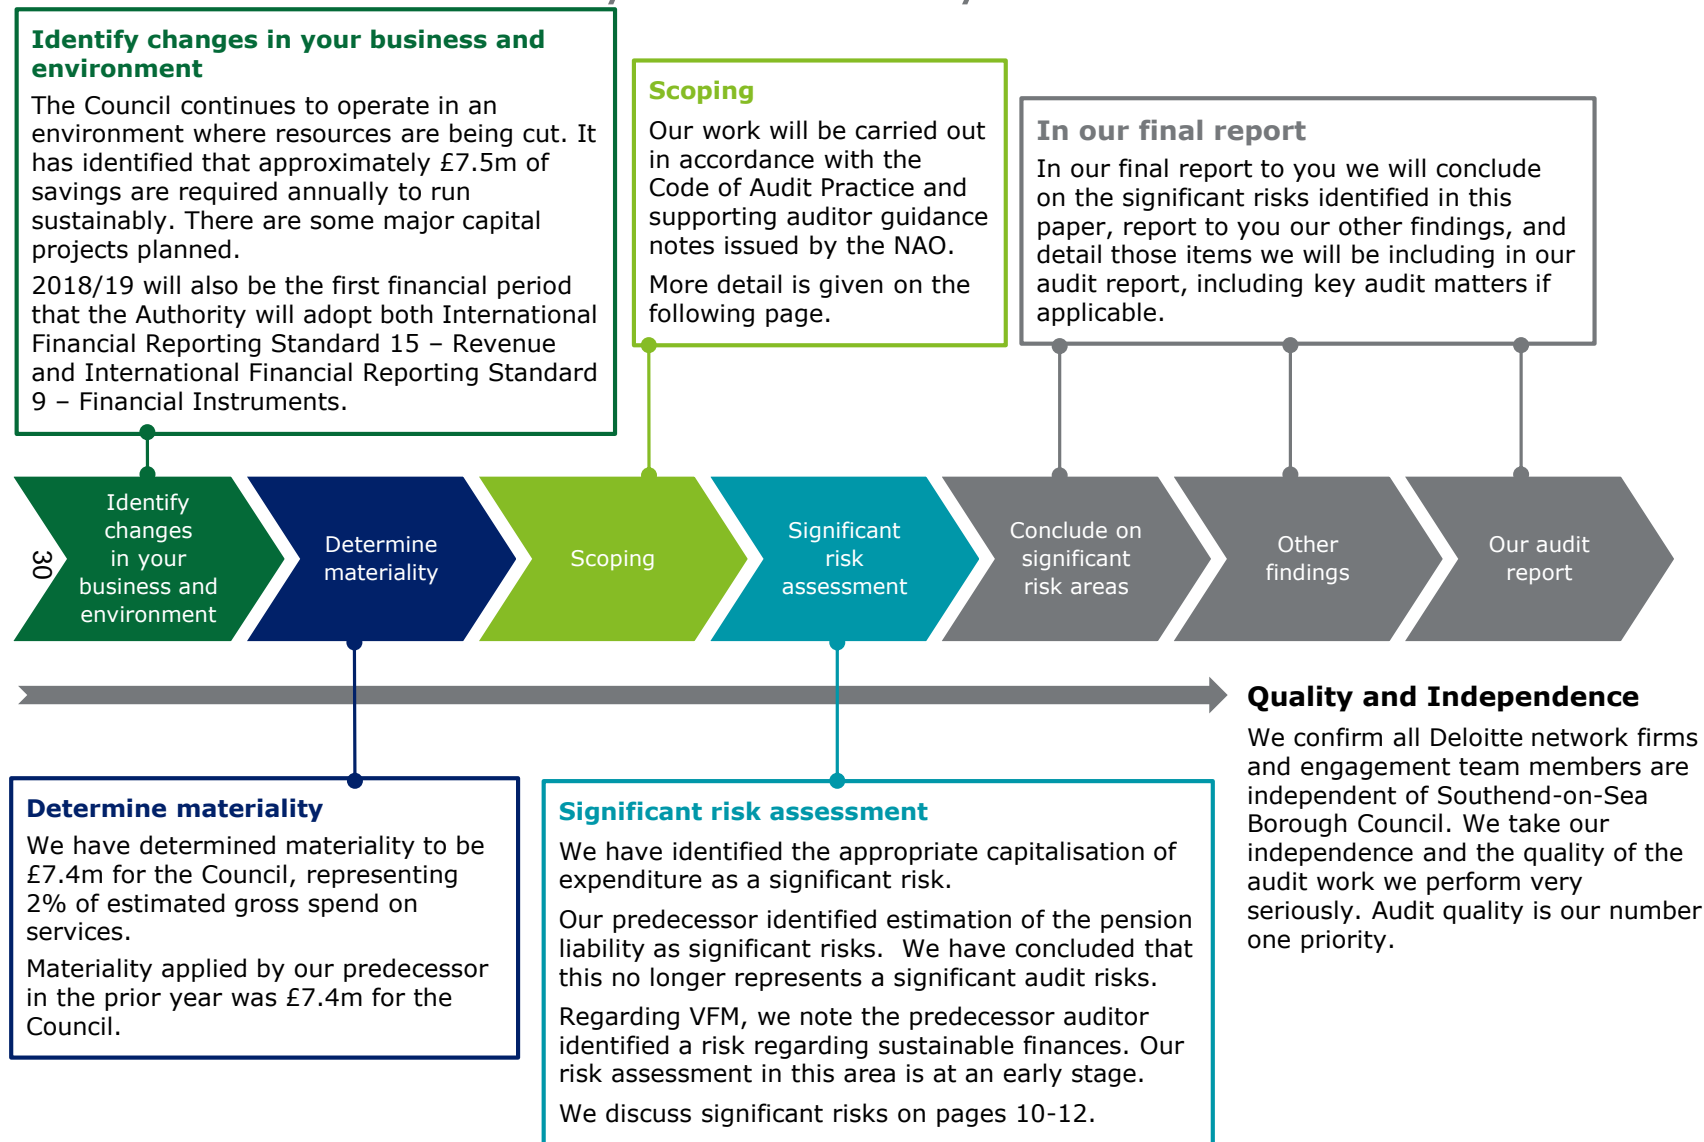 Identify changes in your business and
environment
The Council continues to operate in an
environment where resources are being cut. It
has identified that approximately £7.5m of
savings are required annually to run
sustainably. There are some major capital
projects planned.
2018/19 will also be the first financial period
that the Authority will adopt both International
Financial Reporting Standard 15 – Revenue
and International Financial Reporting Standard
9 – Financial Instruments.
Scoping
Our work will be carried out
in accordance with the
Code of Audit Practice and
supporting auditor guidance
notes issued by the NAO.
More detail is given on the
following page.
In our final report
In our final report to you we will conclude
on the significant risks identified in this
paper, report to you our other findings, and
detail those items we will be including in our
audit report, including key audit matters if
applicable.
30
Identify
changes
in your
business and
environment
Determine
materiality
Scoping
Significant
risk
assessment
Conclude on
significant
risk areas
Other
findings
Our audit
report
Determine materiality
We have determined materiality to be
£7.4m for the Council, representing
2% of estimated gross spend on
services.
Materiality applied by our predecessor
in the prior year was £7.4m for the
Council.
Significant risk assessment
We have identified the appropriate capitalisation of
expenditure as a significant risk.
Our predecessor identified estimation of the pension
liability as significant risks.  We have concluded that
this no longer represents a significant audit risks.
Regarding VFM, we note the predecessor auditor
identified a risk regarding sustainable finances. Our
risk assessment in this area is at an early stage.
We discuss significant risks on pages 10-12.
Quality and Independence
We confirm all Deloitte network firms
and engagement team members are
independent of Southend-on-Sea
Borough Council. We take our
independence and the quality of the
audit work we perform very
seriously. Audit quality is our number
one priority.